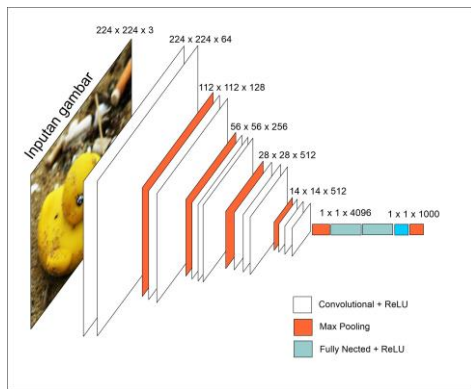 224 x 224 x 3
224 x 224 x 64
Inputan gambar
112 x 112 x 128
56 x 56 x 256
28 x 28 x 512
14 x 14 x 512
1 x 1 x 4096
1 x 1 x 1000
Convolutional + ReLU
Max Pooling
Fully Nected + ReLU